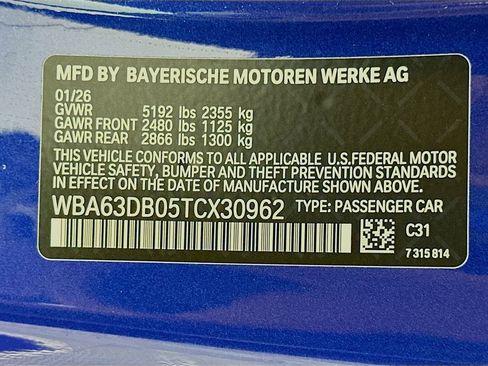 MFD BY BAYERISCHE MOTOREN WERKE AG
01/26
GVWR 5192 lbs 2355 kg
GAWR FRONT 2480 lbs 1125 kg
GAWR REAR 2866 lbs 1300 kg
THIS VEHICLE CONFORMS TO ALL APPLICABLE U.S.FEDERAL MOTOR
VEHICLE SAFETY, BUMPER AND THEFT PREVENTION STANDARDS
IN EFFECT ON THE DATE OF MANUFACTURE SHOWN ABOVE.
WBA63DB05TCX30962 TYPE: PASSENGER CAR
C31
7 315 814